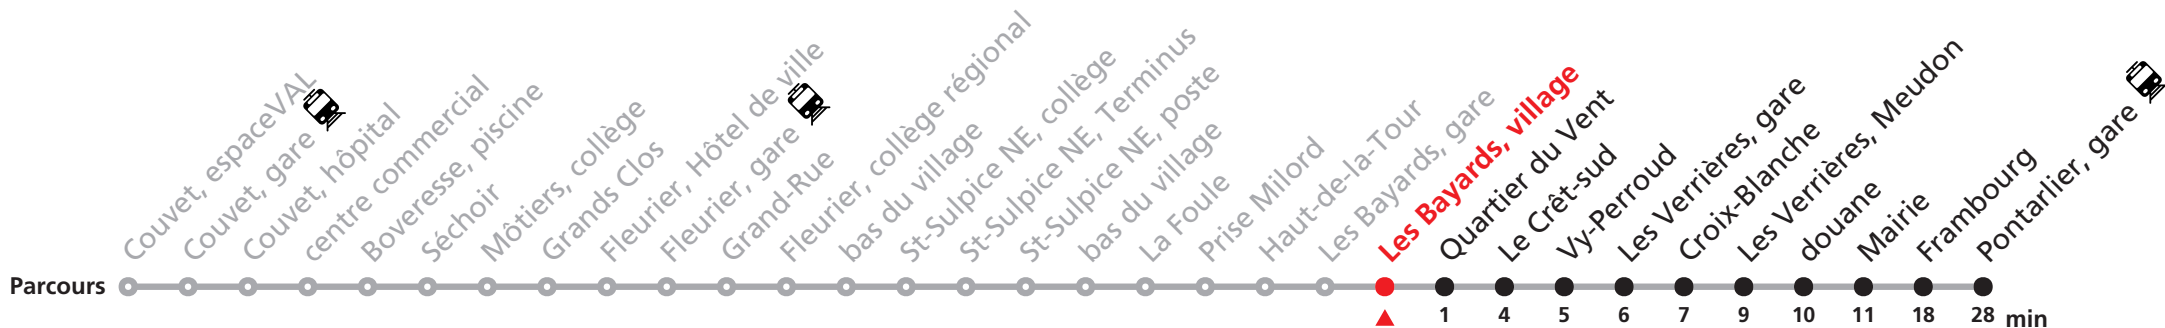 Couvet, espaceVAL
Couvet, gare
Couvet, hôpital
centre commercial
Boveresse, piscine
Séchoir
Môtiers, collège
Grands Clos
Fleurier, Hôtel de ville
Fleurier, gare
Grand-Rue
Fleurier, collège régional
bas du village
St-Sulpice NE, collège
St-Sulpice NE, Terminus
St-Sulpice NE, poste
bas du village
La Foule
Prise Milord
Haut-de-la-Tour
Les Bayards, gare
Les Bayards, village
Quartier du Vent
Le Crêt-sud
Vy-Perroud
Les Verrières, gare
Croix-Blanche
Les Verrières, Meudon
douane
Mairie
Frambourg
Pontarlier, gare
Parcours
1 4 5 6 7 9 10 11 18 28 min